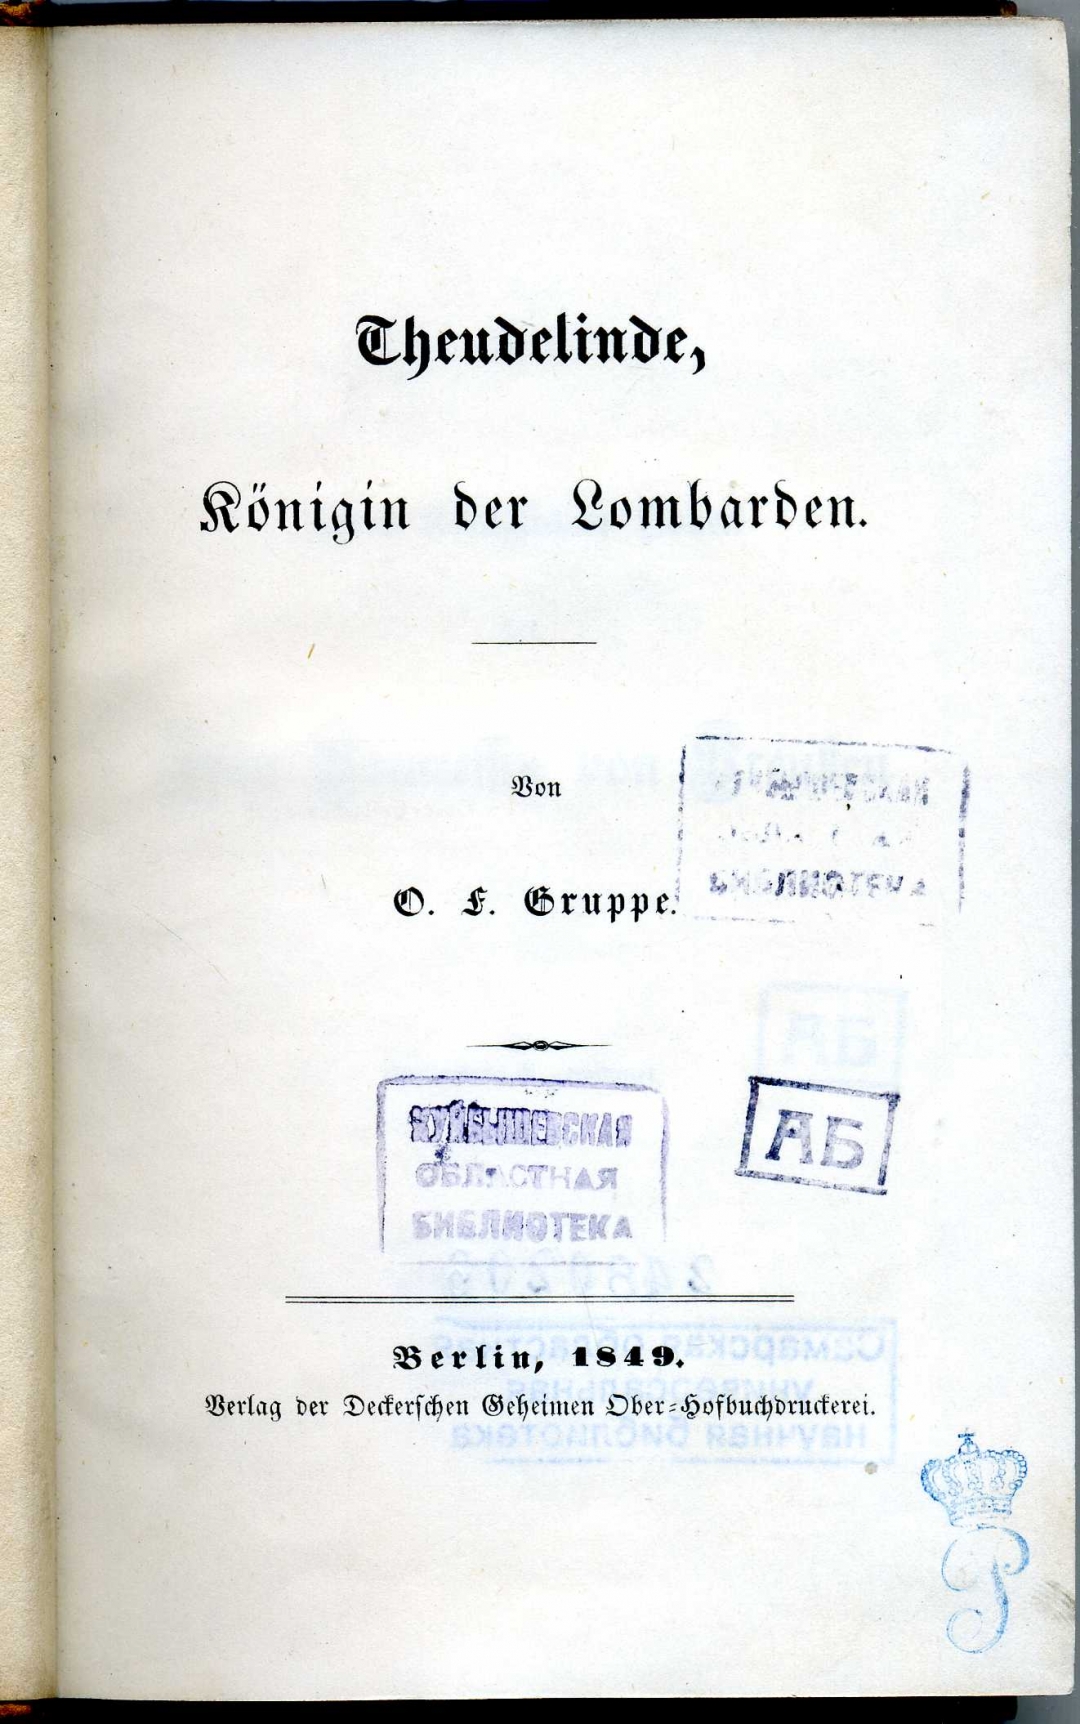 Theudelinde,
Königin der Lombarden.
Von
O. F. Gruppe.
БИБЛИОТЕКА
КУЙБЫШЕВСКАЯ
ОБЛАСТНАЯ
БИБЛИОТЕКА
АБ
Berlin, 1849.
Verlag der Deckerschen Geheimen Ober-Hofbuchdruckerei.
P